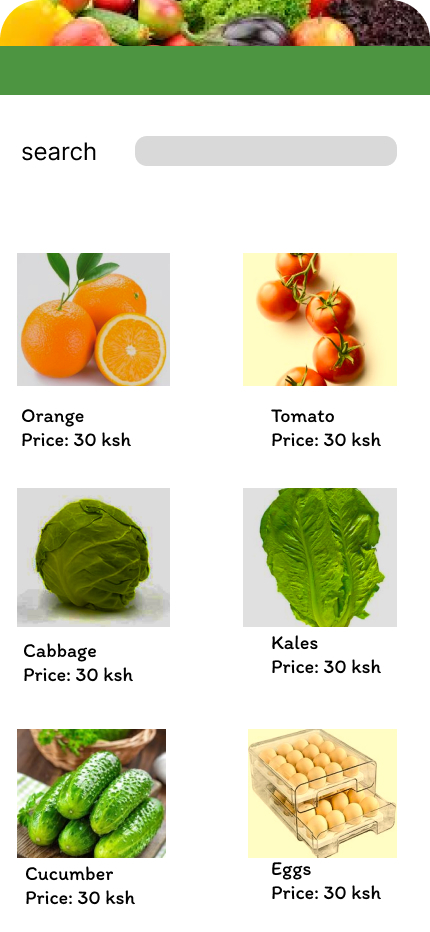 search
Orange
Price: 30 ksh
Tomato
Price: 30 ksh
Cabbage
Price: 30 ksh
Kales
Price: 30 ksh
Cucumber
Price: 30 ksh
Eggs
Price: 30 ksh